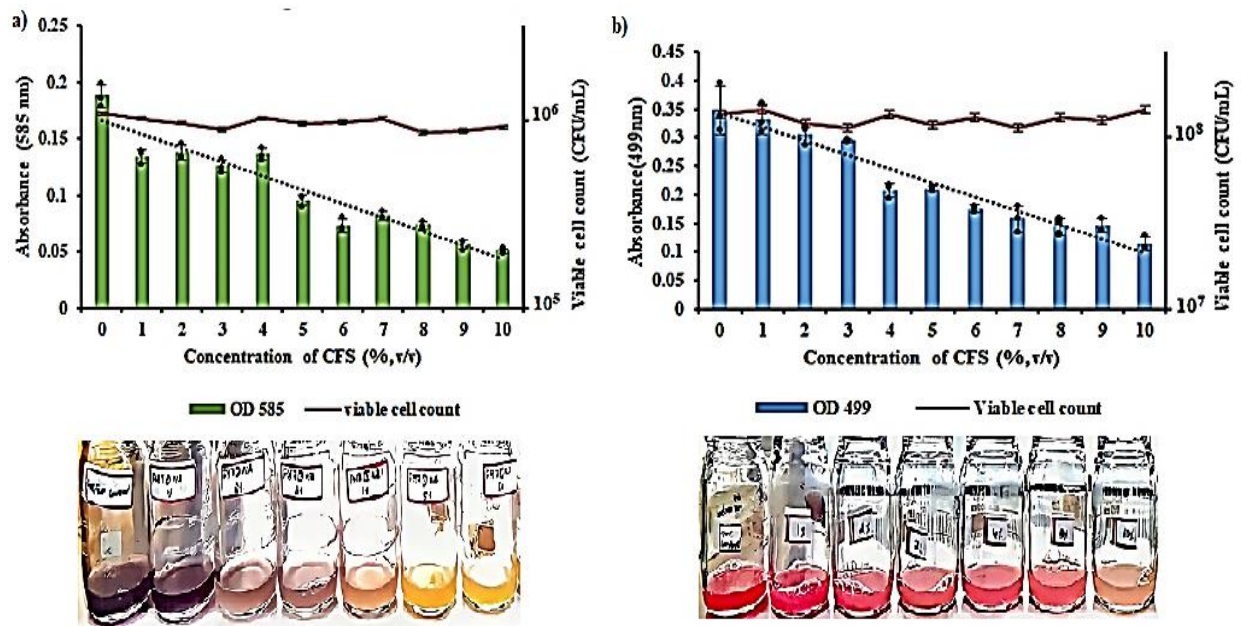 a)
0.25
0.2
0.15
0.1
0.05
0
Absorbance (585 nm)
10⁶
10⁵
Viable cell count (CFU/mL)
0 1 2 3 4 5 6 7 8 9 10
Concentration of CFS (%,v/v)
OD 585 viable cell count
b)
0.45
0.4
0.35
0.3
0.25
0.2
0.15
0.1
0.05
0
Absorbance(499nm)
10⁸
10⁷
Viable cell count (CFU/mL)
0 1 2 3 4 5 6 7 8 9 10
Concentration of CFS (%,v/v)
OD 499 Viable cell count